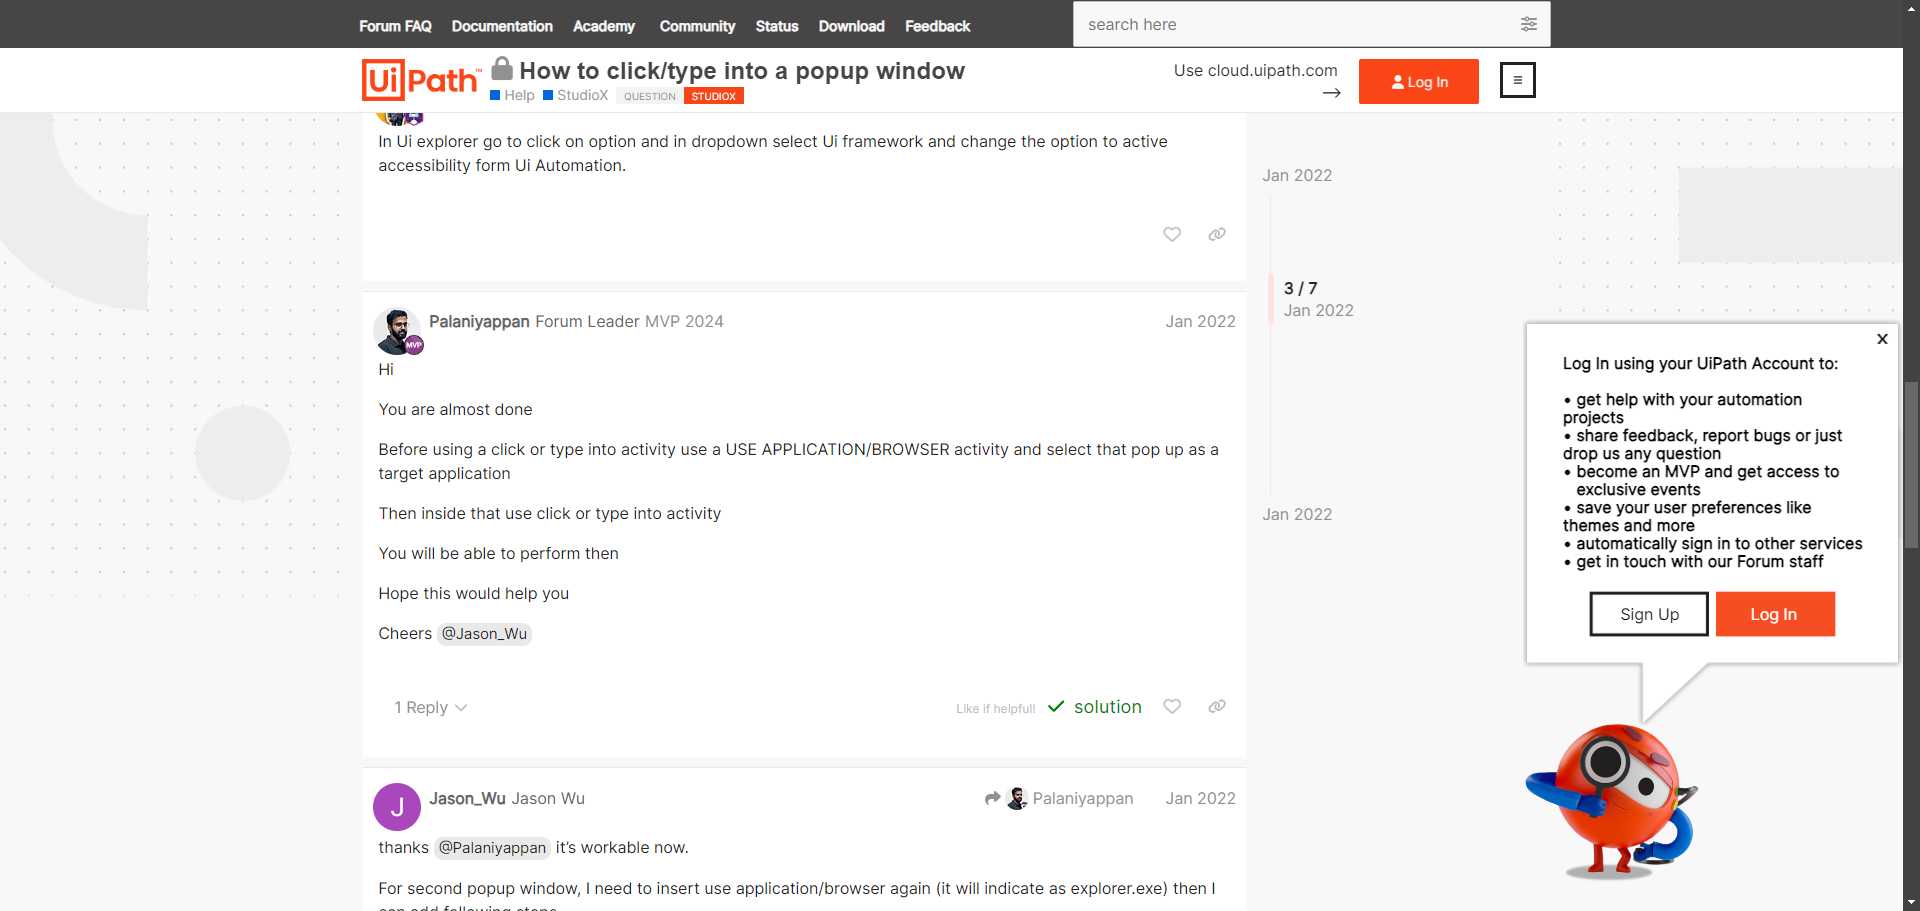 Forum FAQ Documentation Academy Community Status Download Feedback
search here
UiPath™
How to click/type into a popup window
Help StudioX QUESTION STUDIOX
Use cloud.uipath.com
→
Log In
≡
In Ui explorer go to click on option and in dropdown select Ui framework and change the option to active
accessibility form Ui Automation.
Jan 2022
3 / 7
Jan 2022
Jan 2022
Palaniyappan Forum Leader MVP 2024
Jan 2022
MVP
Hi
You are almost done
Before using a click or type into activity use a USE APPLICATION/BROWSER activity and select that pop up as a
target application
Then inside that use click or type into activity
You will be able to perform then
Hope this would help you
Cheers @Jason_Wu
1 Reply
Like if helpfull
solution
J
Jason_Wu Jason Wu
Palaniyappan
Jan 2022
thanks @Palaniyappan it’s workable now.
For second popup window, I need to insert use application/browser again (it will indicate as explorer.exe) then I
can add following steps
x
Log In using your UiPath Account to:
• get help with your automation
projects
• share feedback, report bugs or just
drop us any question
• become an MVP and get access to
exclusive events
• save your user preferences like
themes and more
• automatically sign in to other services
• get in touch with our Forum staff
Sign Up
Log In